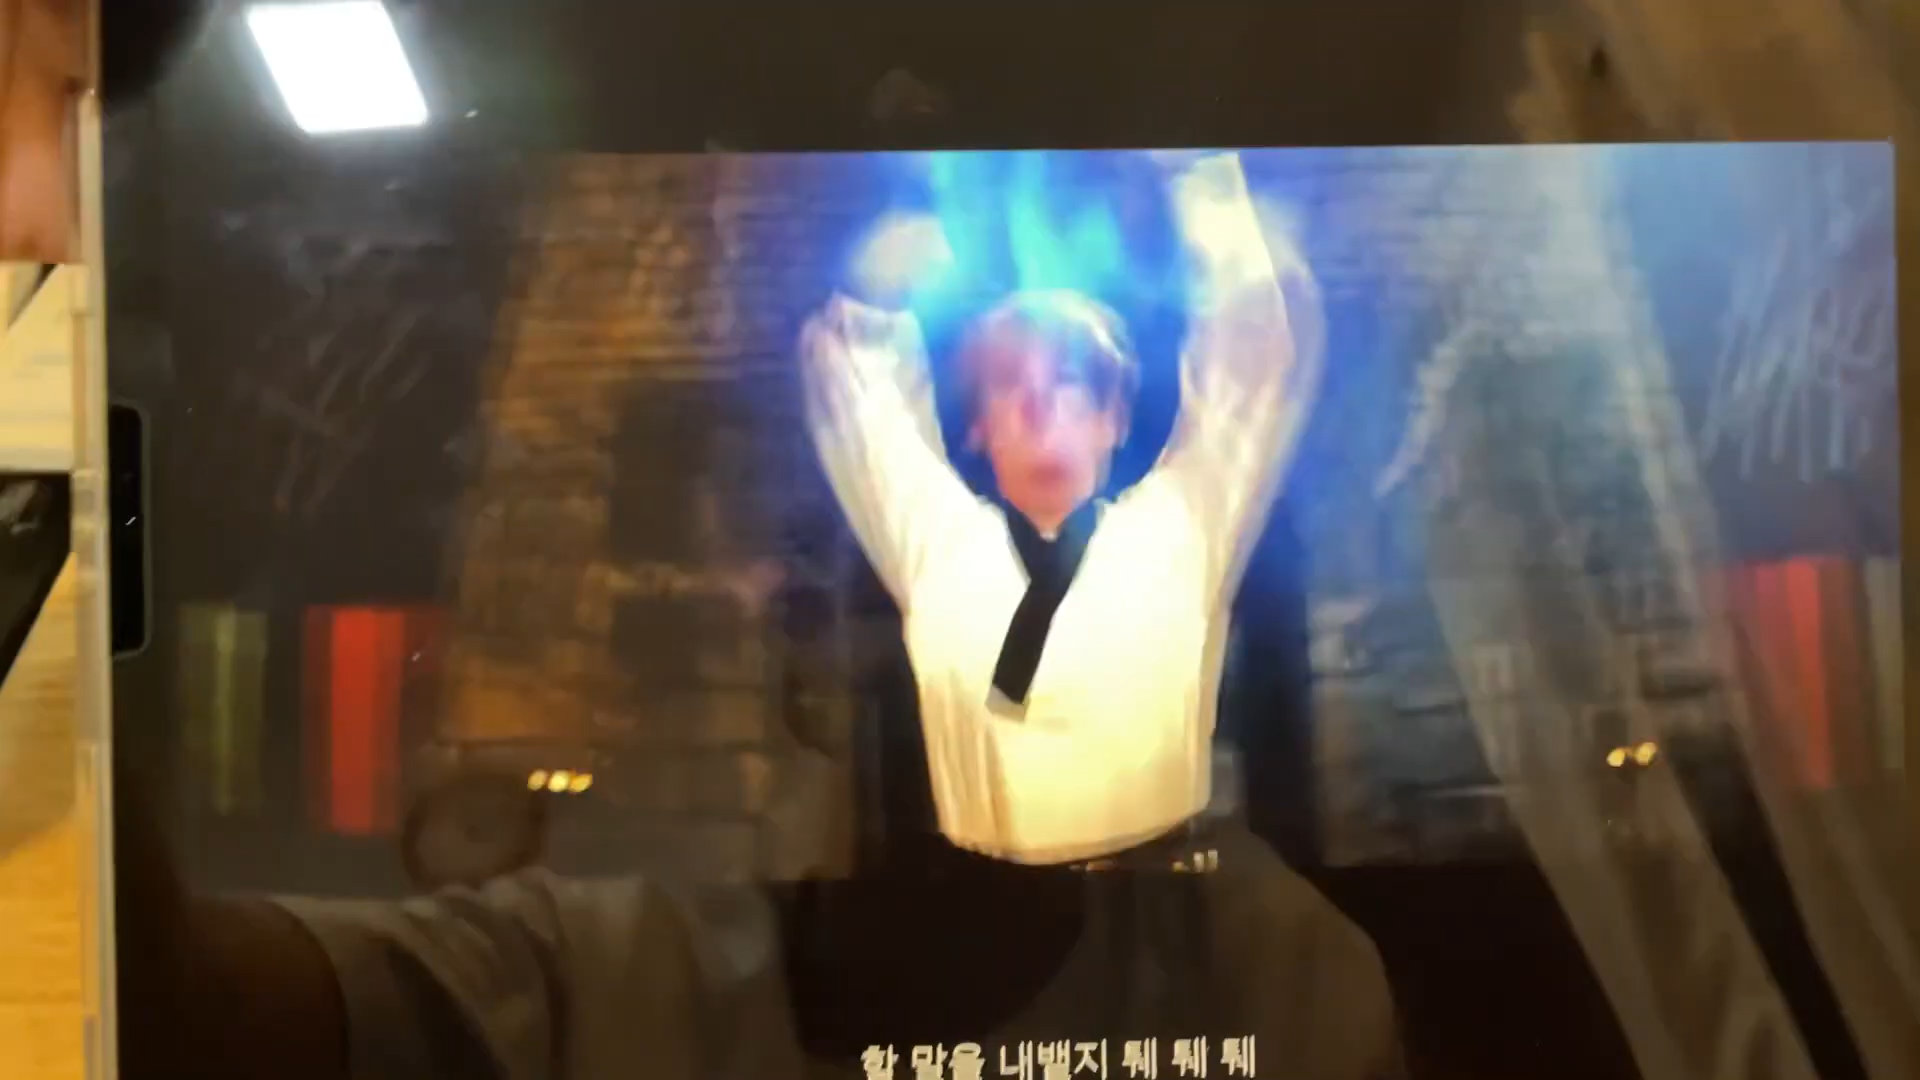 할 말을 내뱉지 퉤 퉤 퉤